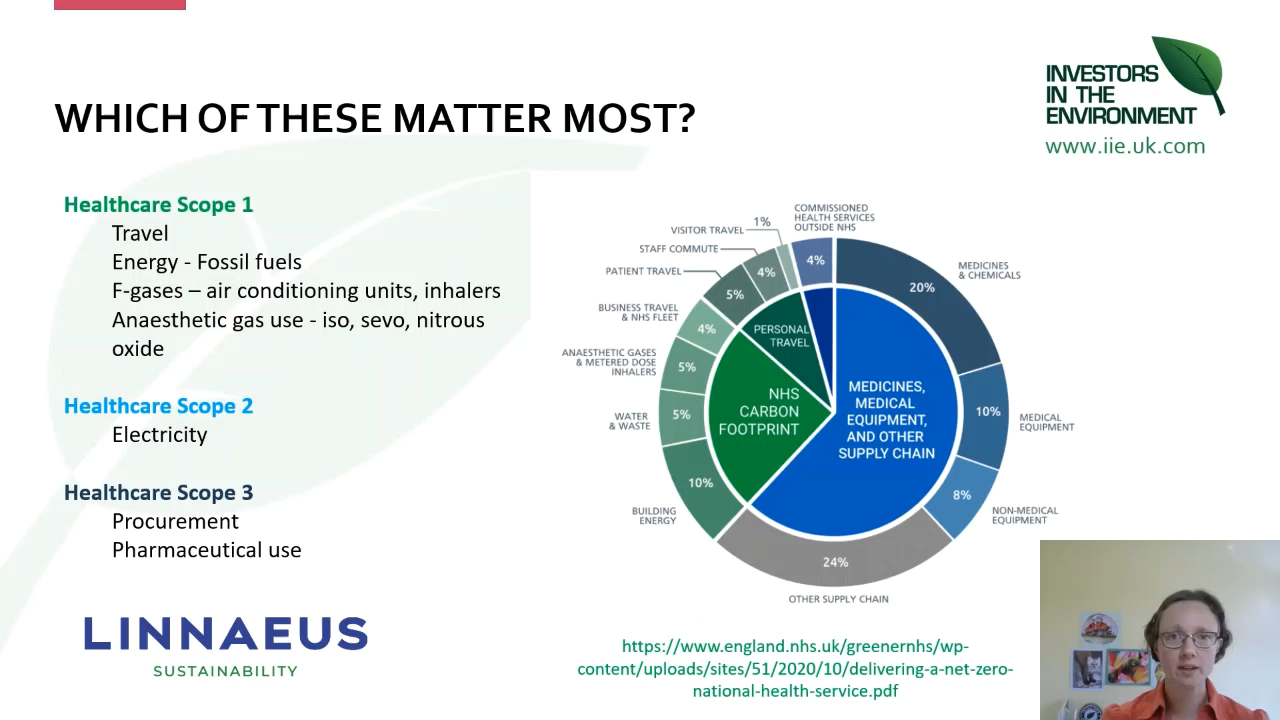 WHICH OF THESE MATTER MOST?
INVESTORS
IN THE
ENVIRONMENT
www.iie.uk.com
Healthcare Scope 1
Travel
Energy - Fossil fuels
F-gases – air conditioning units, inhalers
Anaesthetic gas use - iso, sevo, nitrous
oxide
Healthcare Scope 2
Electricity
Healthcare Scope 3
Procurement
Pharmaceutical use
LINNAEUS
SUSTAINABILITY
COMMISSIONED
HEALTH SERVICES
OUTSIDE NHS
4%
1%
VISITOR TRAVEL
STAFF COMMUTE
4%
PATIENT TRAVEL
5%
BUSINESS TRAVEL
& NHS FLEET
4%
ANAESTHETIC GASES
& METERED DOSE
INHALERS
5%
WATER
& WASTE
5%
BUILDING
ENERGY
10%
PERSONAL
TRAVEL
NHS
CARBON
FOOTPRINT
MEDICINES,
MEDICAL
EQUIPMENT,
AND OTHER
SUPPLY CHAIN
MEDICINES
& CHEMICALS
20%
10%
MEDICAL
EQUIPMENT
8%
NON-MEDICAL
EQUIPMENT
24%
OTHER SUPPLY CHAIN
https://www.england.nhs.uk/greenernhs/wp-
content/uploads/sites/51/2020/10/delivering-a-net-zero-
national-health-service.pdf